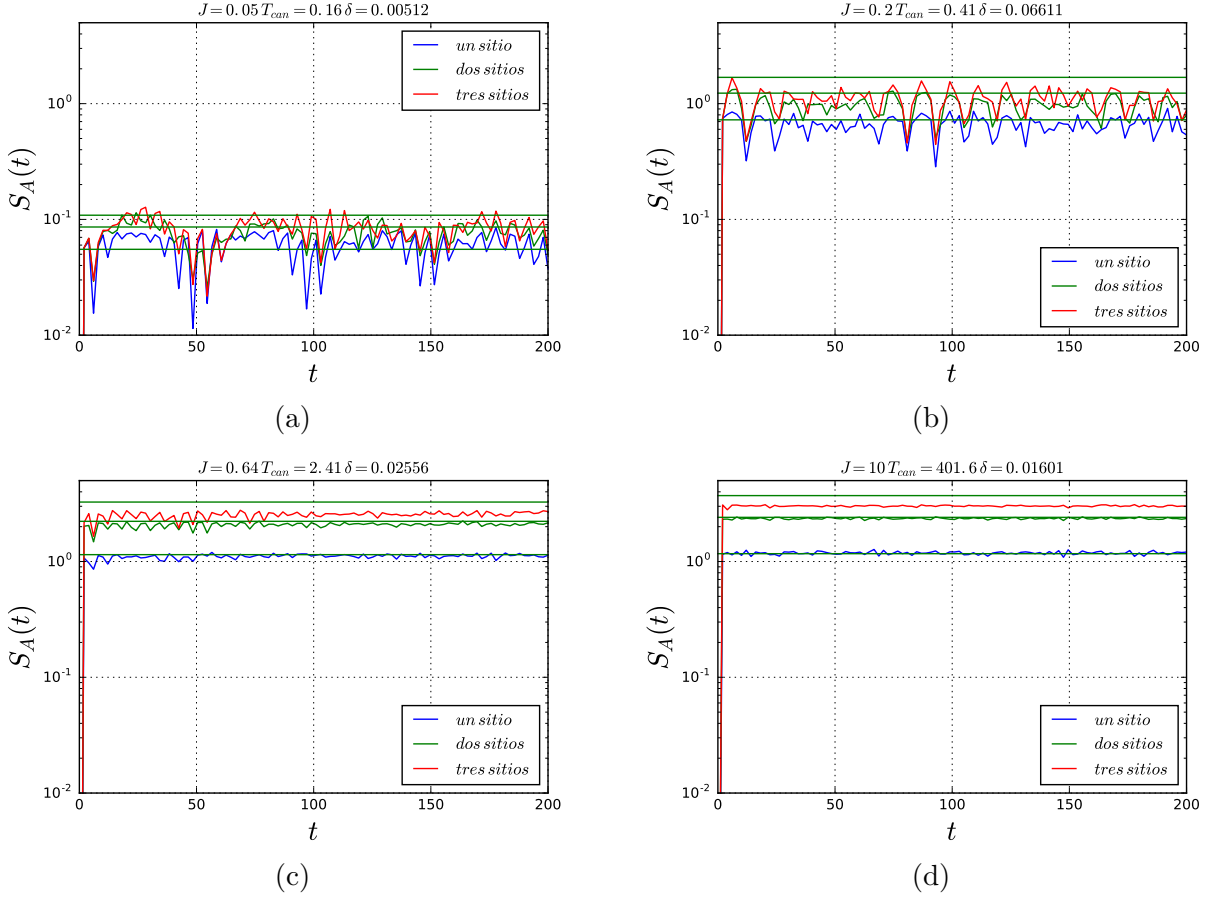 J = 0.05 T_can = 0.16 δ = 0.00512
S_A(t)
10^0
10^-1
10^-2
un sitio
dos sitios
tres sitios
0 50 100 150 200
t
(a)
J = 0.2 T_can = 0.41 δ = 0.06611
S_A(t)
10^0
10^-1
10^-2
un sitio
dos sitios
tres sitios
0 50 100 150 200
t
(b)
J = 0.64 T_can = 2.41 δ = 0.02556
S_A(t)
10^0
10^-1
10^-2
un sitio
dos sitios
tres sitios
0 50 100 150 200
t
(c)
J = 10 T_can = 401.6 δ = 0.01601
S_A(t)
10^0
10^-1
10^-2
un sitio
dos sitios
tres sitios
0 50 100 150 200
t
(d)